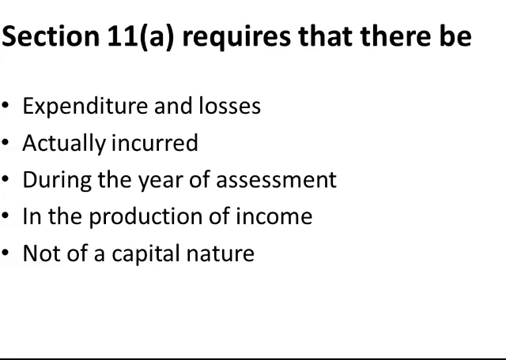 Section 11(a) requires that there be
• Expenditure and losses
• Actually incurred
• During the year of assessment
• In the production of income
• Not of a capital nature